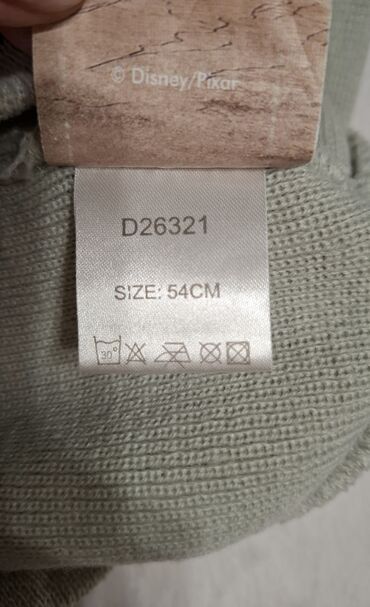 © Disney/Pixar
D26321
SIZE: 54CM
30°